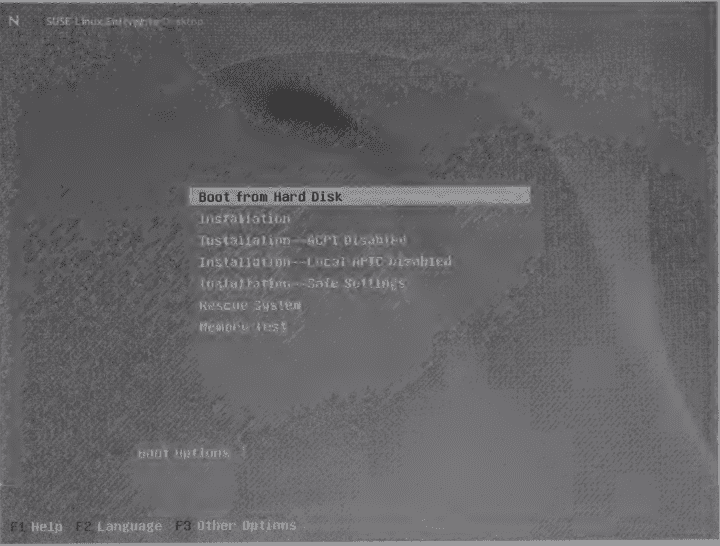 N SUSE Linux Enterprise Desktop
Boot from Hard Disk
Installation
Installation--ACPI Disabled
Installation--Local APIC Disabled
Installation--Safe Settings
Rescue System
Memory Test
Boot Options
F1 Help F2 Language F3 Other Options